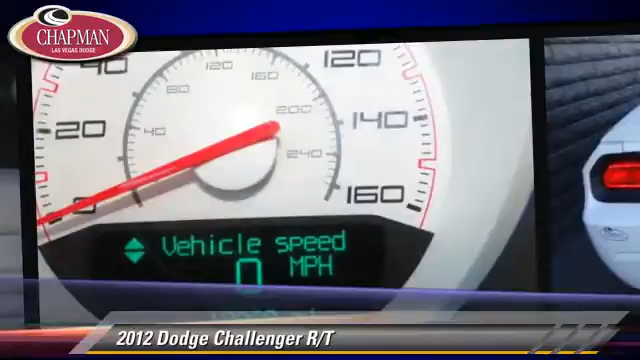 CHAPMAN
LAS VEGAS DODGE
40
120
120
160
80
20
40
200
140
240
0
160
Vehicle speed
0 MPH
2012 Dodge Challenger R/T